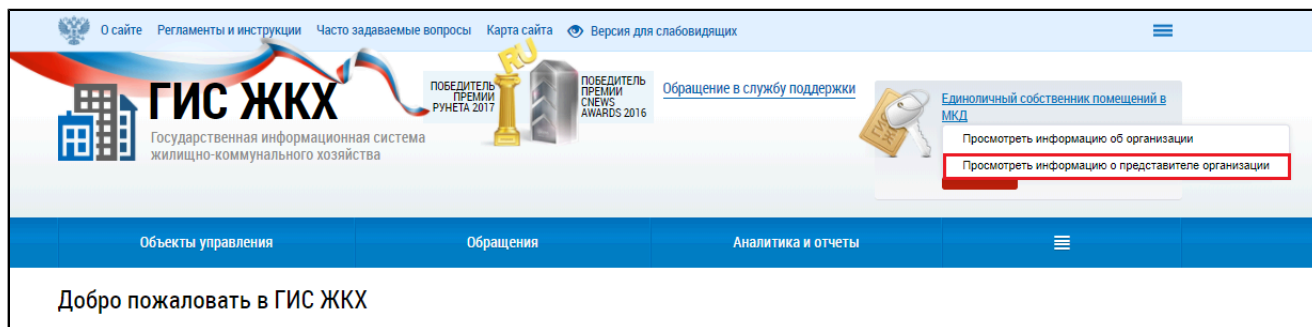 О сайте Регламенты и инструкции Часто задаваемые вопросы Карта сайта Версия для слабовидящих
RU
ГИС ЖКХ
Государственная информационная система
жилищно-коммунального хозяйства
ПОБЕДИТЕЛЬ
ПРЕМИИ
РУНЕТА 2017
ПОБЕДИТЕЛЬ
ПРЕМИИ
CNEWS
AWARDS 2016
Обращение в службу поддержки
ГИС
Единоличный собственник помещений в
МКД
Просмотреть информацию об организации
Просмотреть информацию о представителе организации
Объекты управления Обращения Аналитика и отчеты
Добро пожаловать в ГИС ЖКХ